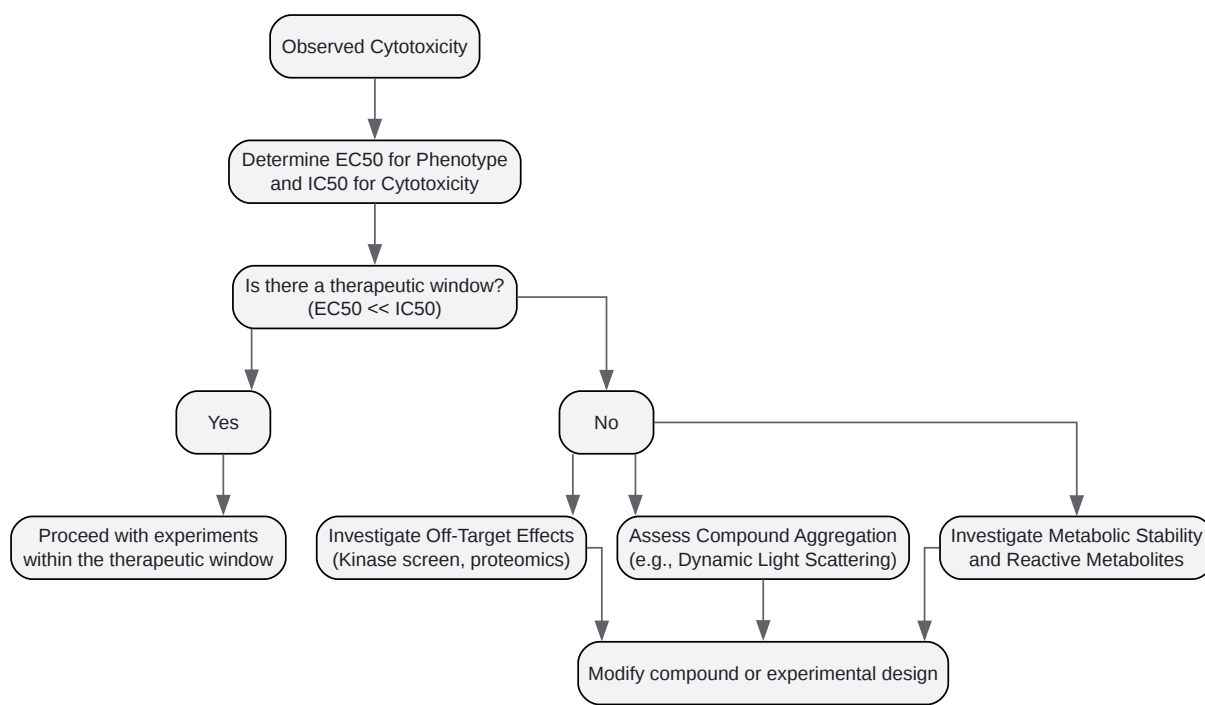 Observed Cytotoxicity
Determine EC50 for Phenotype
and IC50 for Cytotoxicity
Is there a therapeutic window?
(EC50 << IC50)
Yes
No
Proceed with experiments
within the therapeutic window
Investigate Off-Target Effects
(Kinase screen, proteomics)
Assess Compound Aggregation
(e.g., Dynamic Light Scattering)
Investigate Metabolic Stability
and Reactive Metabolites
Modify compound or experimental design